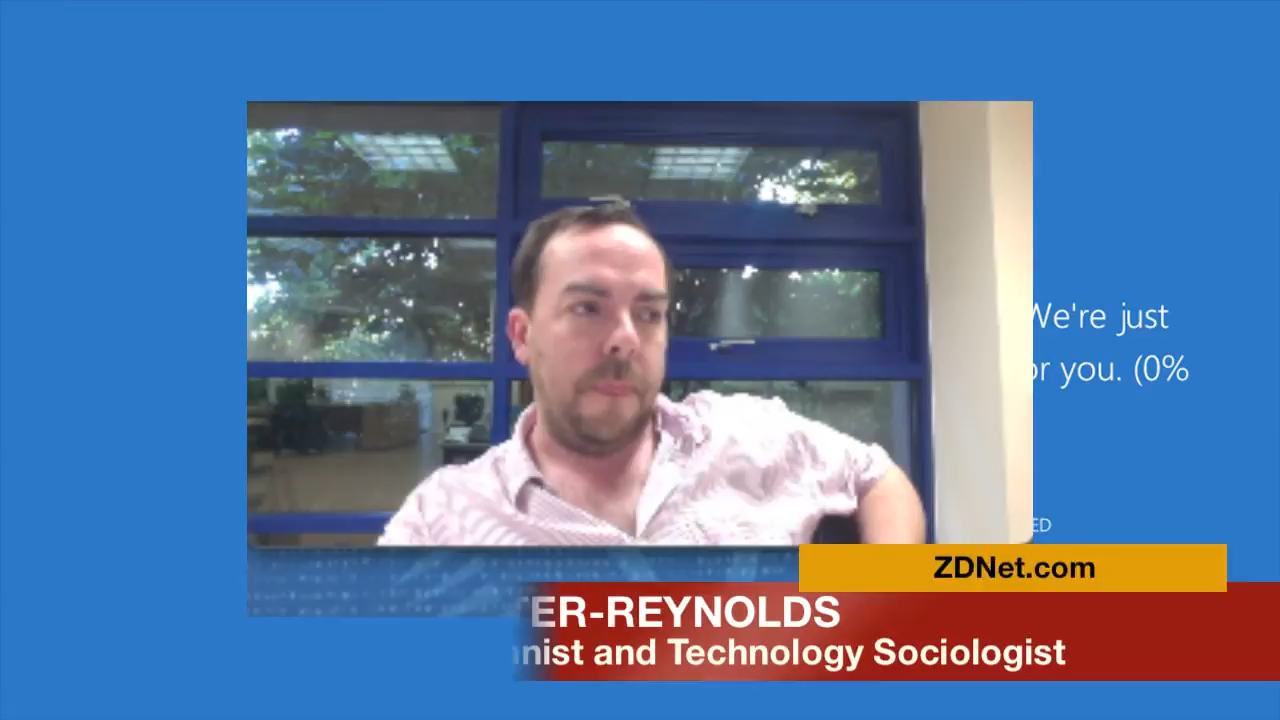 We're just
or you. (0%
ED
ZDNet.com
TER-REYNOLDS
nist and Technology Sociologist